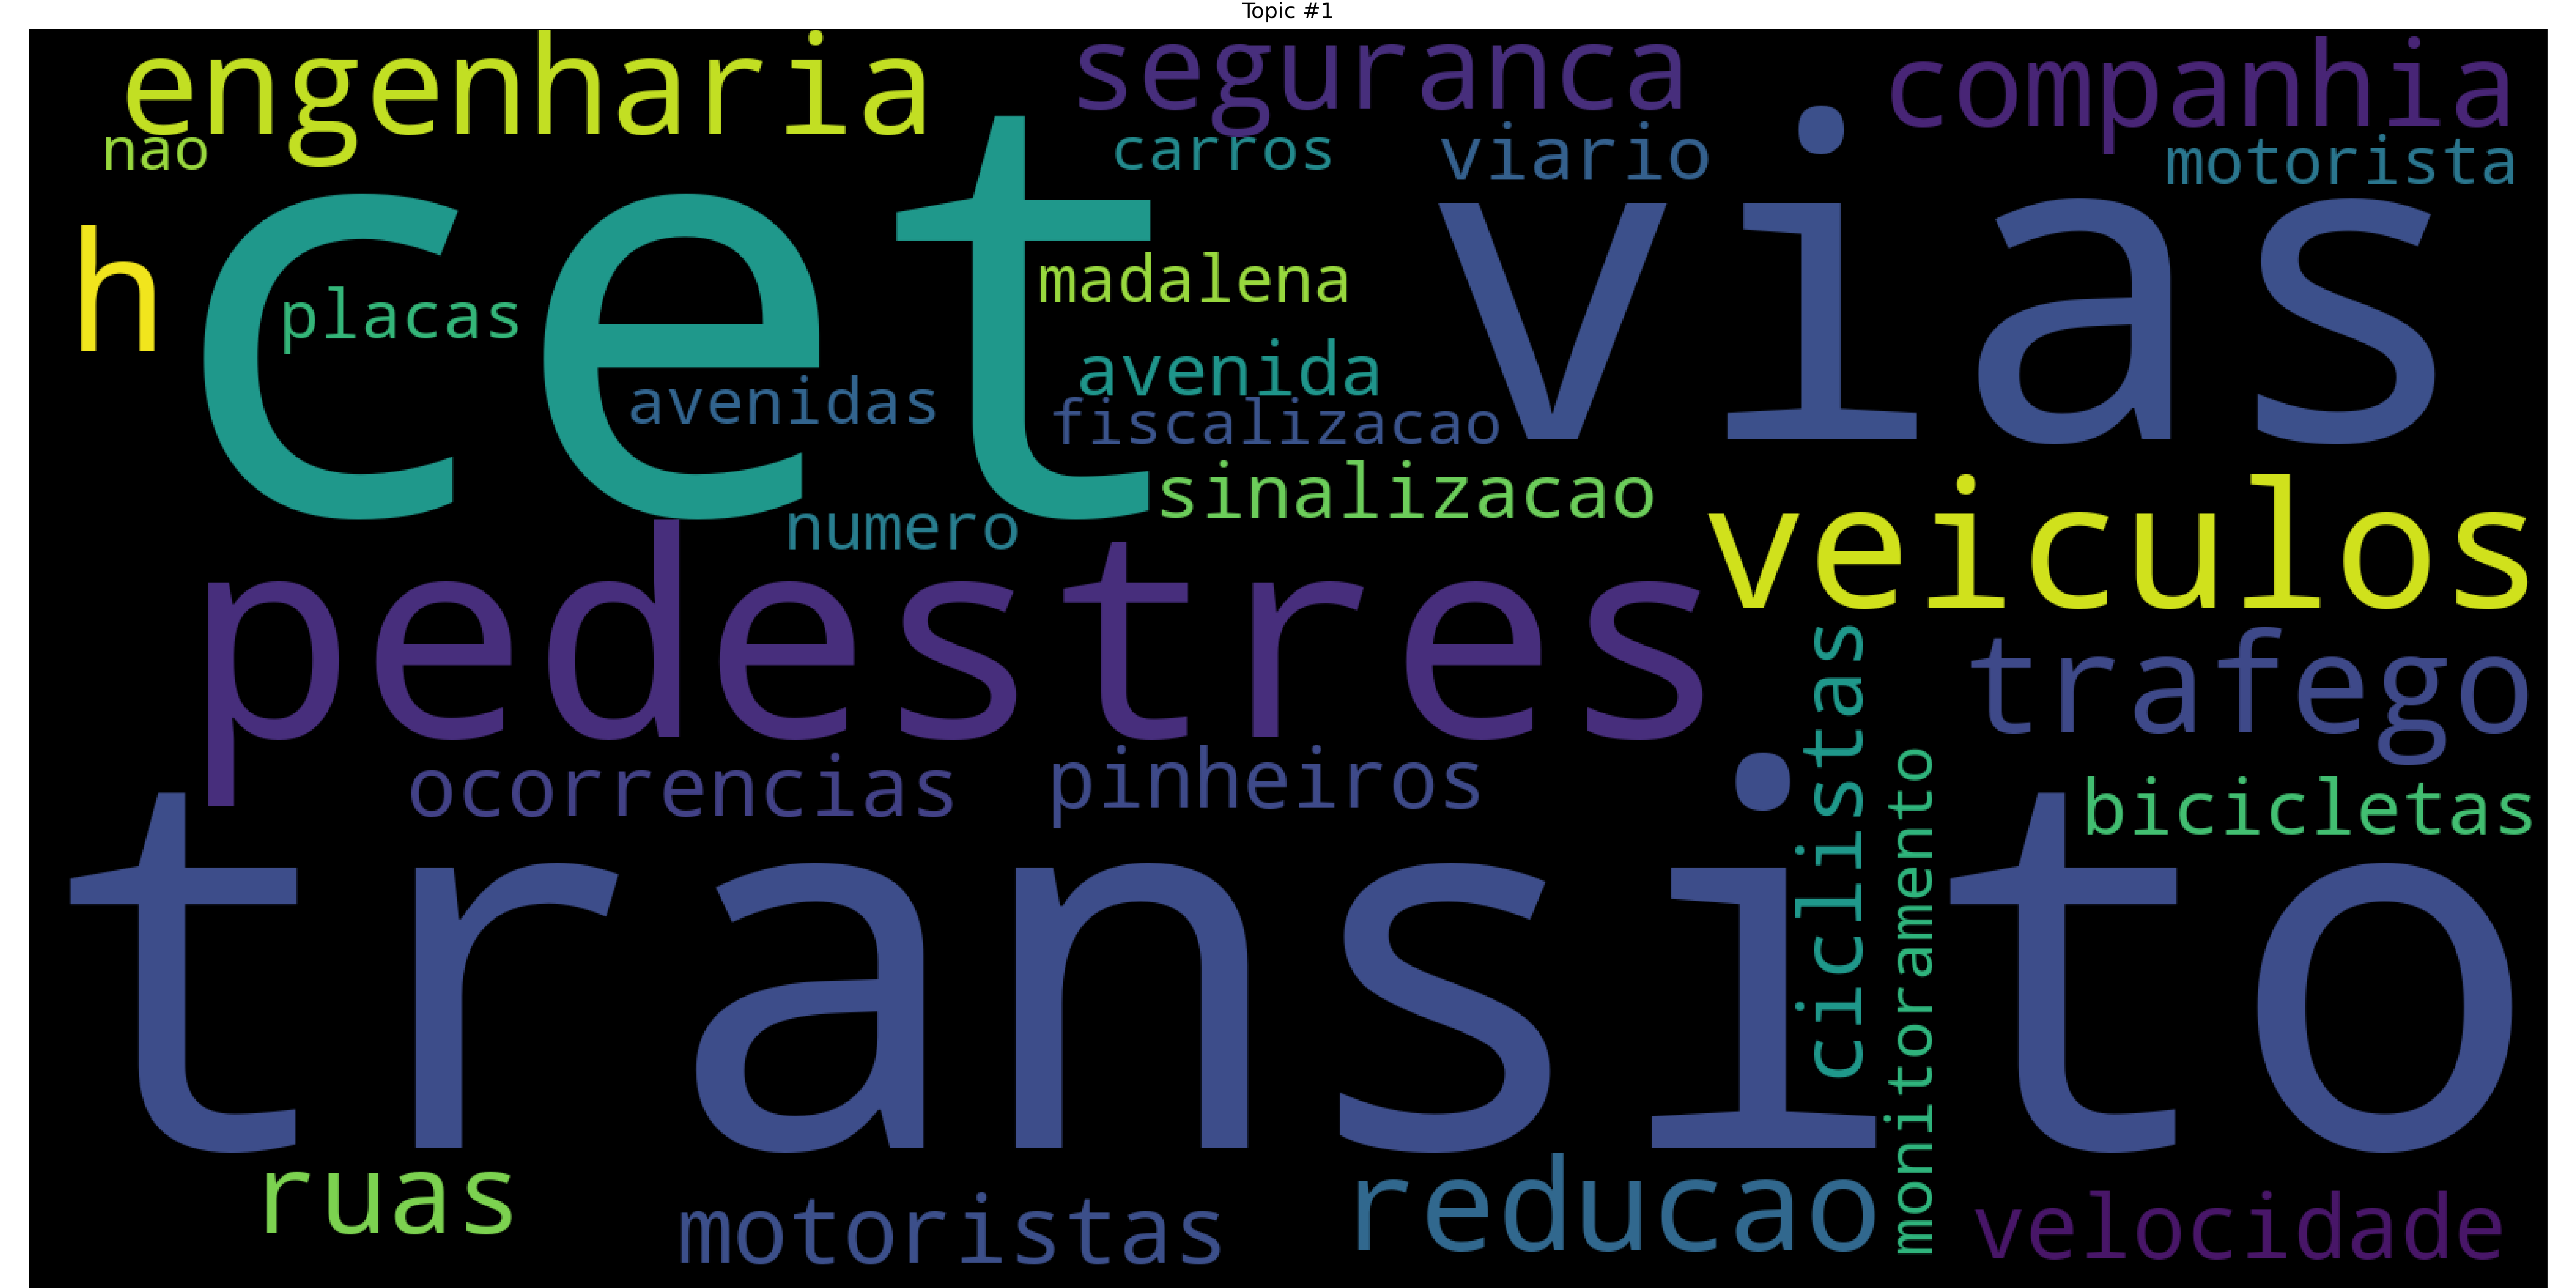 Topic #1
engenharia
seguranca
companhia
nao
carros
viario
motorista
cet
vias
h
placas
madalena
avenida
avenidas
fiscalizacao
sinalizacao
numero
veiculos
pedestres
trafego
ciclistas
ocorrencias
pinheiros
monitoramento
bicicletas
transito
ruas
motoristas
reducao
velocidade